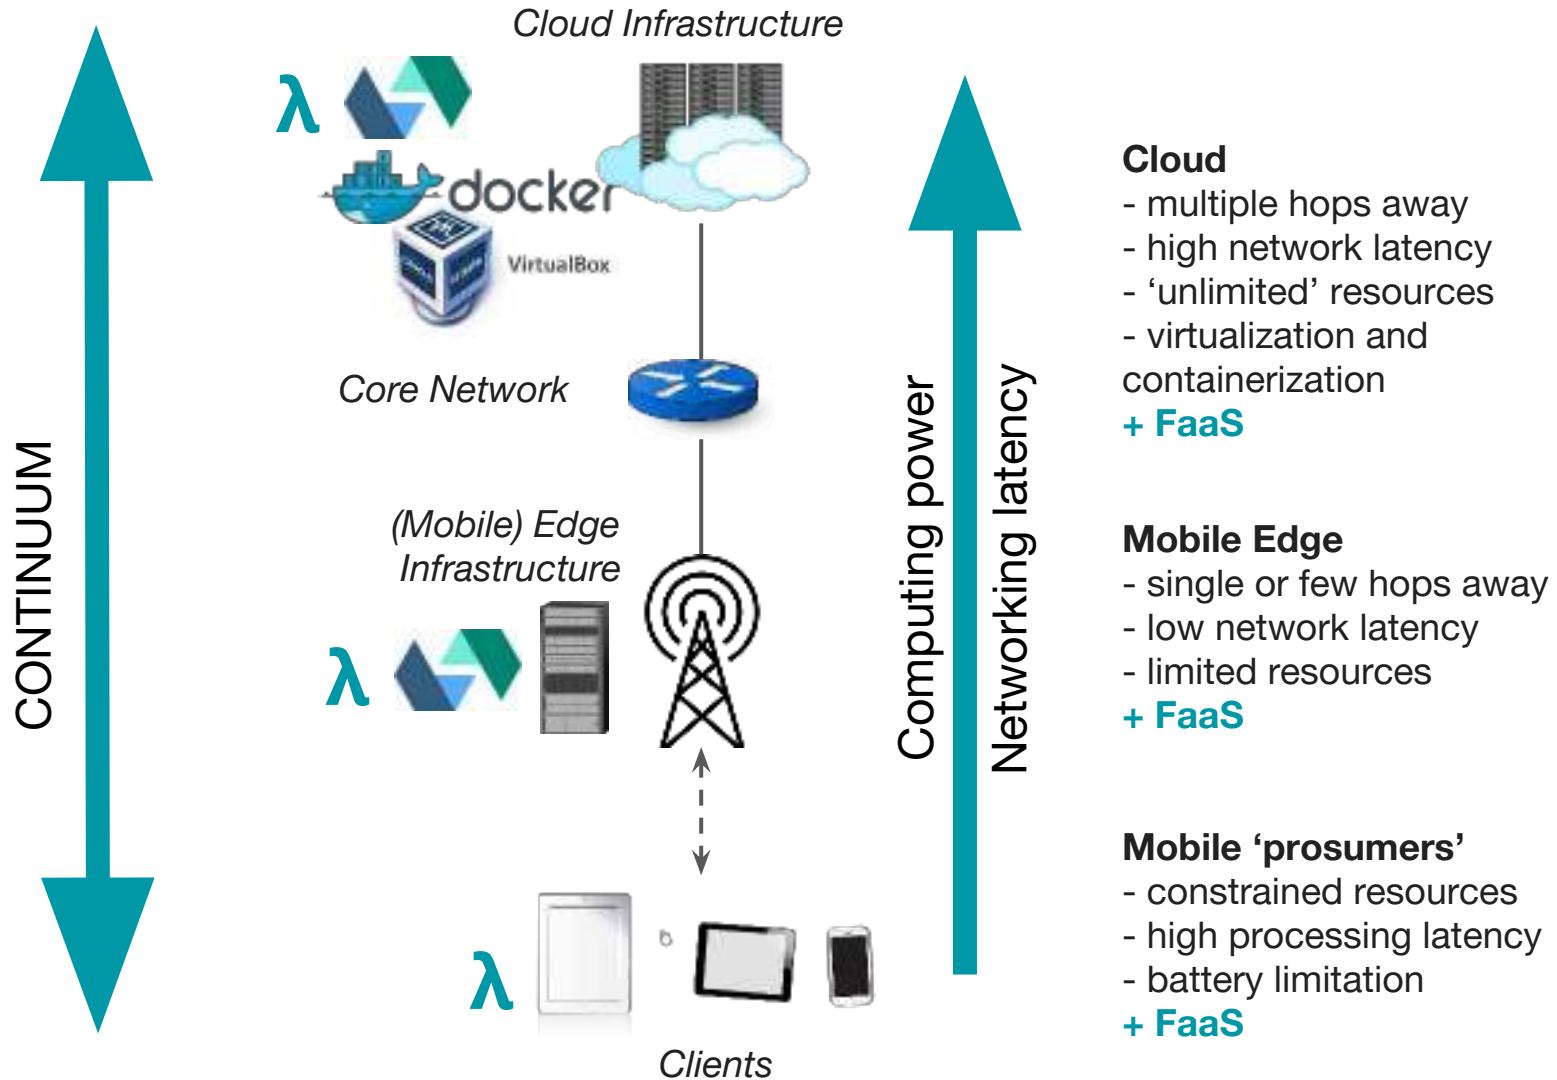 Cloud Infrastructure
λ
docker
VirtualBox
Core Network
(Mobile) Edge
Infrastructure
λ
λ
Clients
CONTINUUM
Computing power
Networking latency
Cloud
- multiple hops away
- high network latency
- ‘unlimited’ resources
- virtualization and
containerization
+ FaaS
Mobile Edge
- single or few hops away
- low network latency
- limited resources
+ FaaS
Mobile ‘prosumers’
- constrained resources
- high processing latency
- battery limitation
+ FaaS